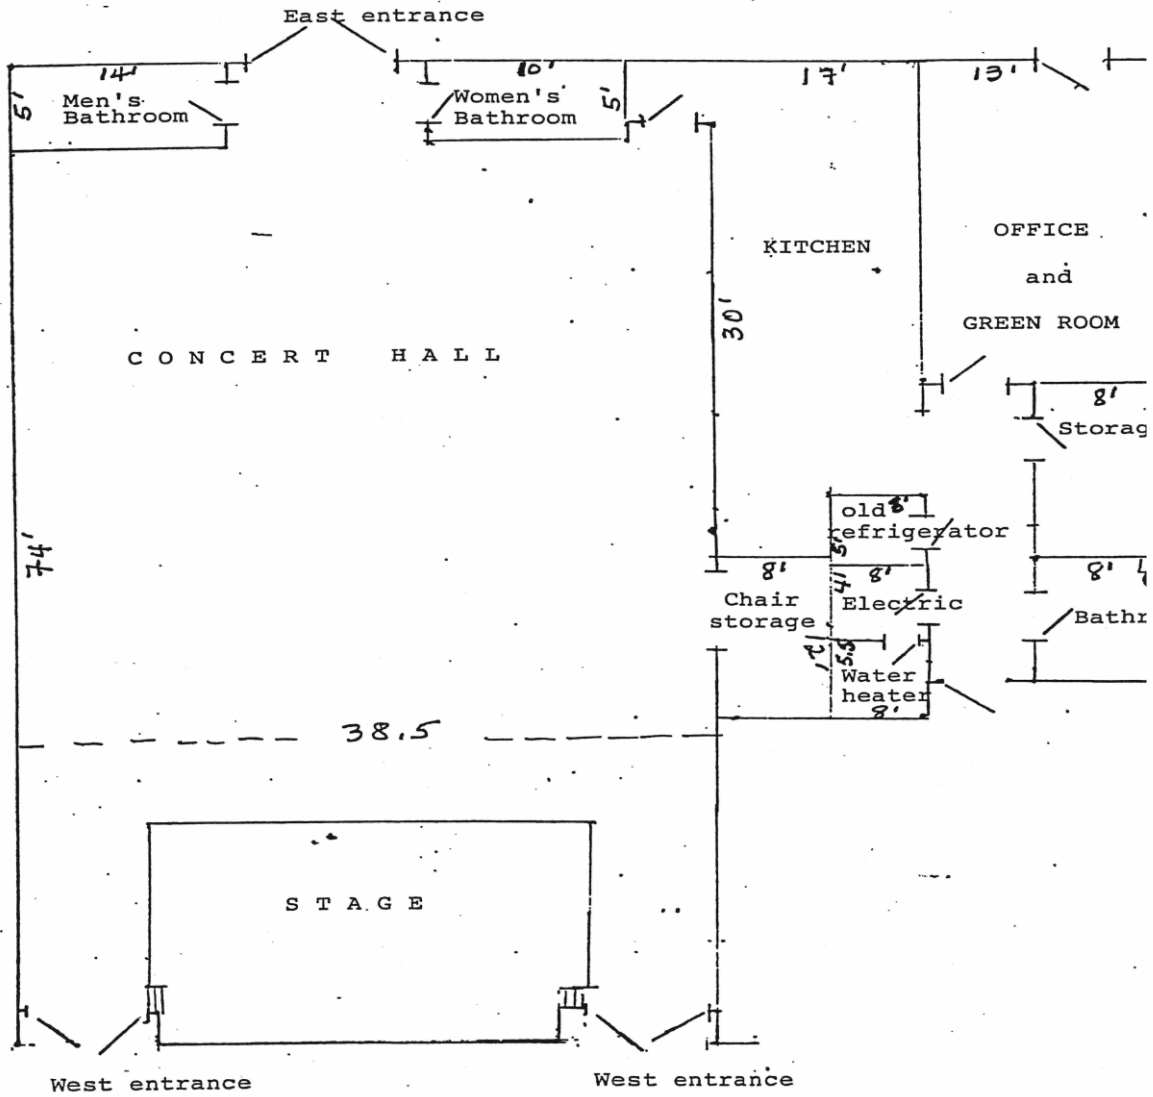 East entrance
14'
10'
17'
13'
5'
Men's
Bathroom
Women's
Bathroom
5'
KITCHEN
OFFICE
and
GREEN ROOM
30'
CONCERT HALL
8'
Storag
old 8'
refrigerator
5'
74'
8'
8'
8'
4'
Chair
storage
Electric
Bathr
12'
5.5
Water
heater
8'
38.5
STAGE
West entrance
West entrance